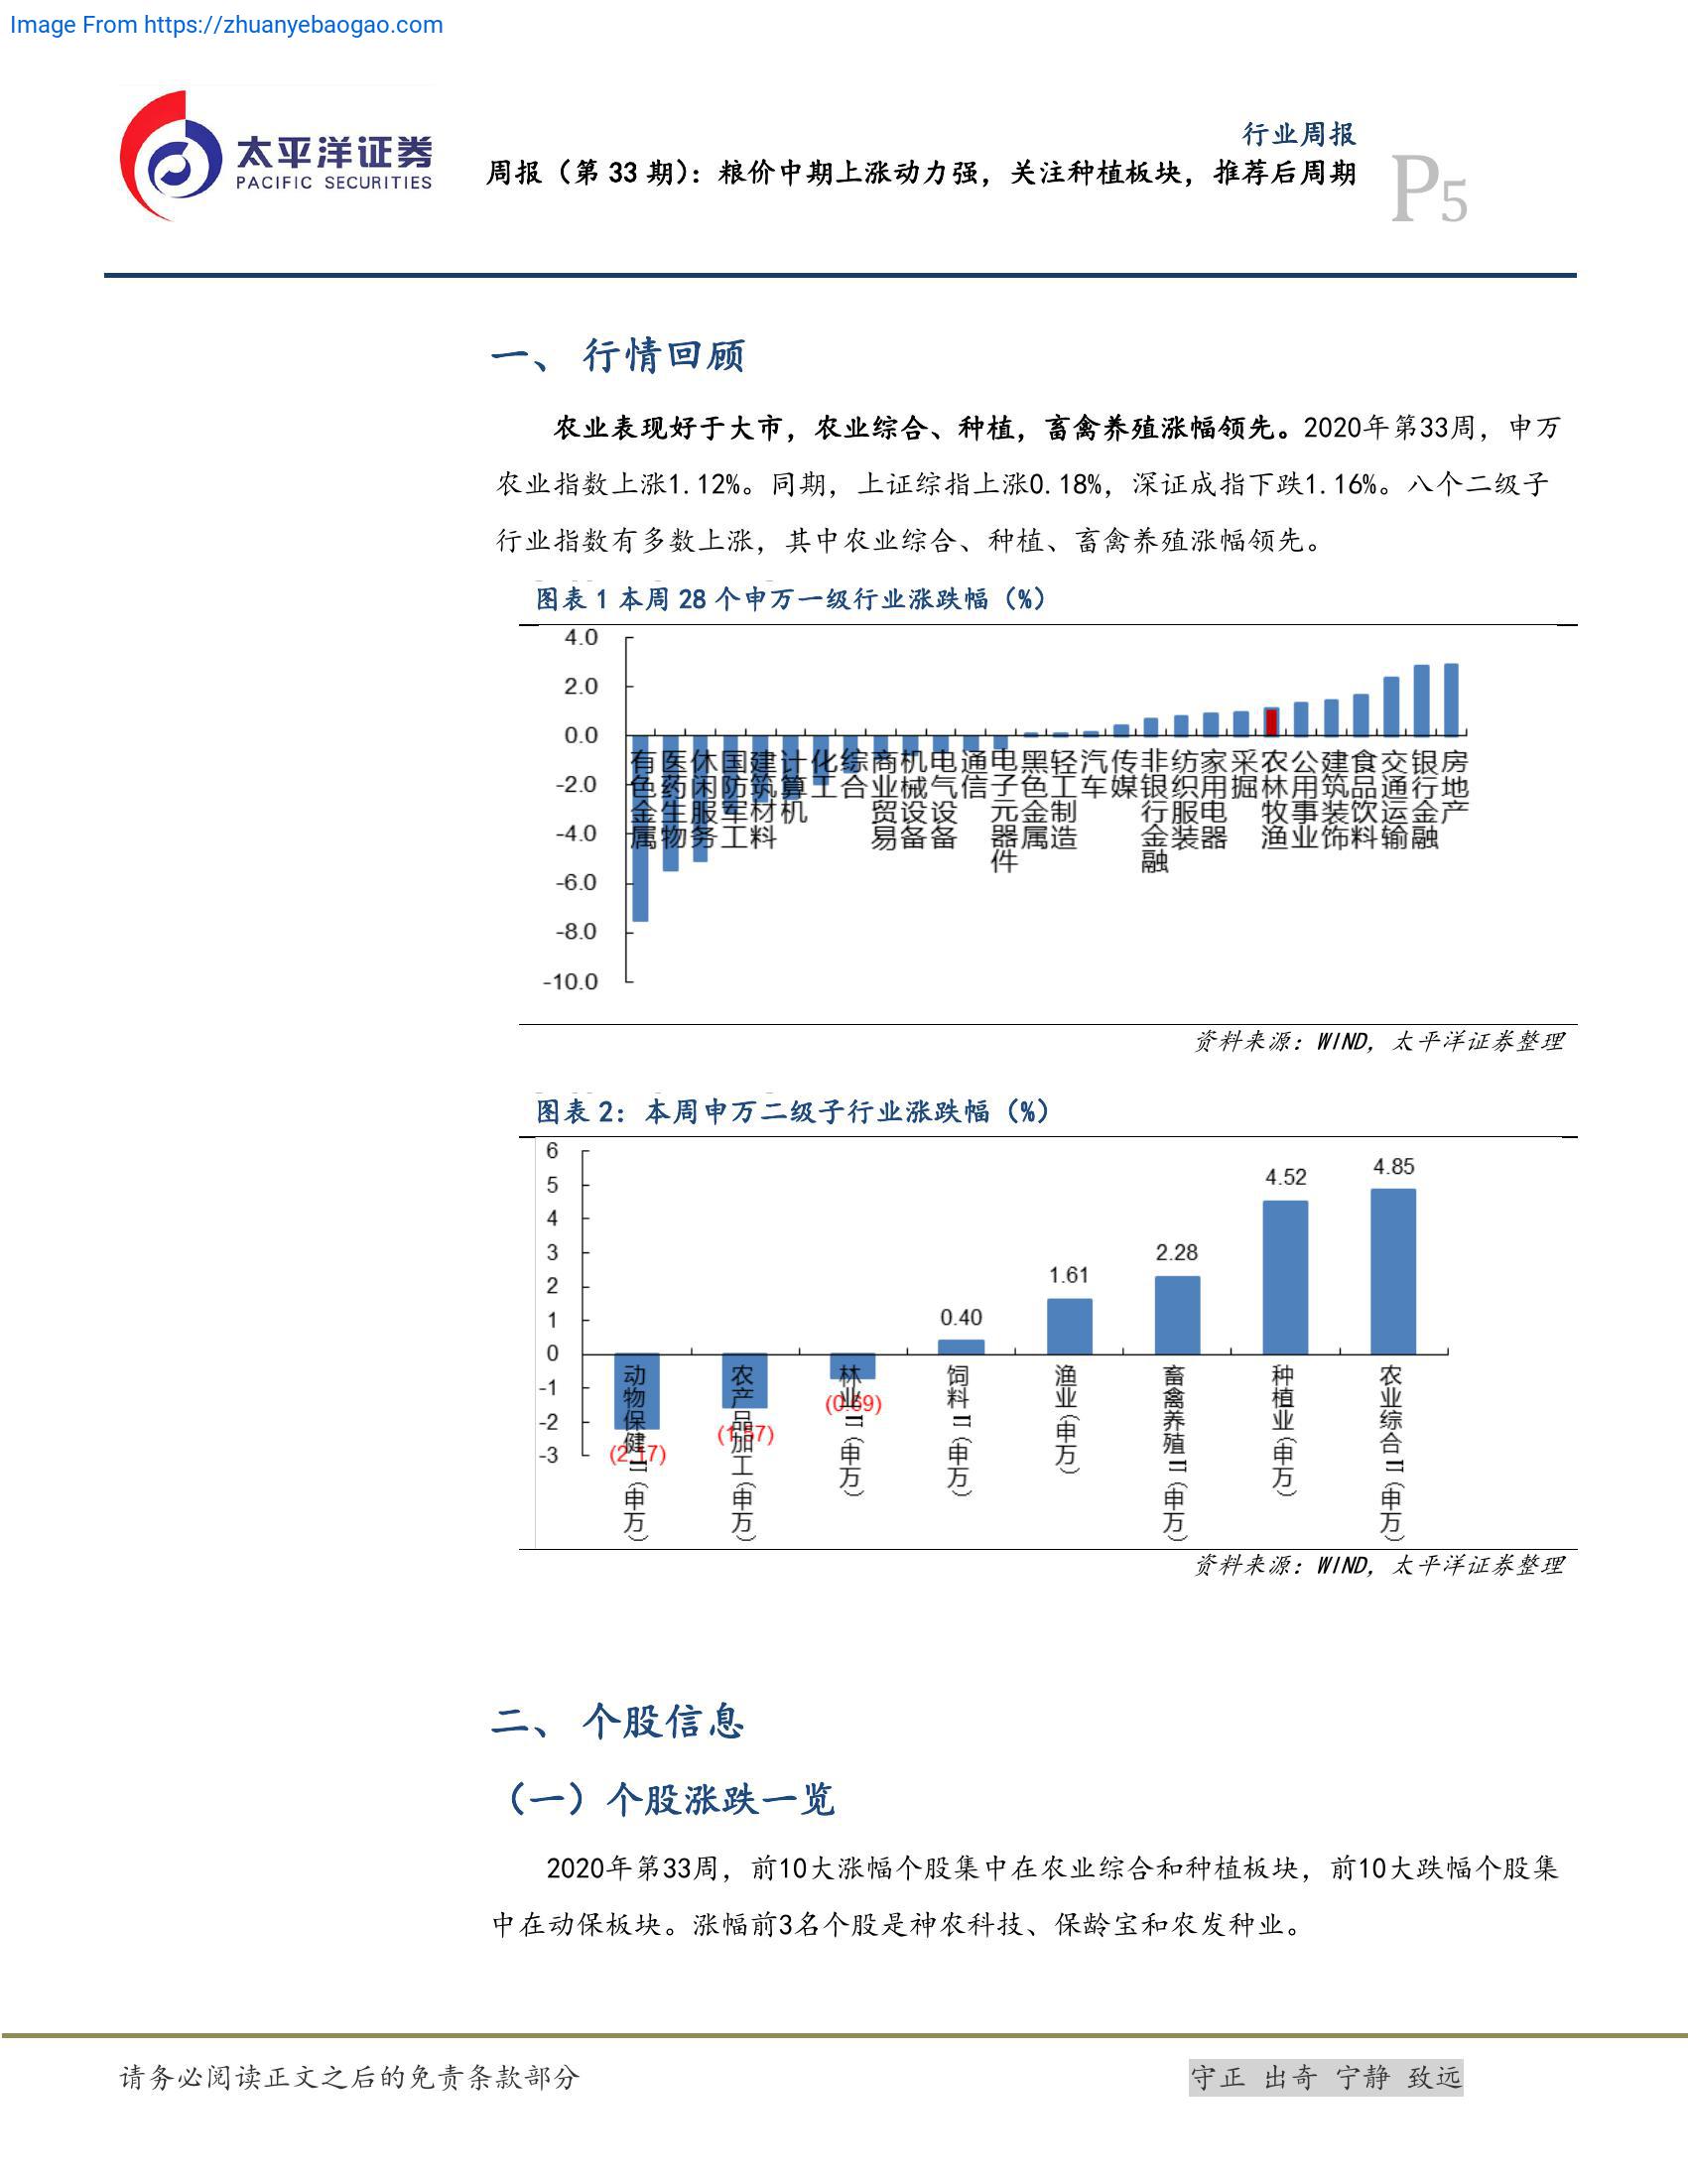 Image From https://zhuanyebaogao.com
太平洋证券
PACIFIC SECURITIES
行业周报
周报（第 33 期）：粮价中期上涨动力强，关注种植板块，推荐后周期
P5
一、 行情回顾
农业表现好于大市，农业综合、种植，畜禽养殖涨幅领先。2020年第33周，申万
农业指数上涨1.12%。同期，上证综指上涨0.18%，深证成指下跌1.16%。八个二级子
行业指数有多数上涨，其中农业综合、种植、畜禽养殖涨幅领先。
图表 1 本周 28 个申万一级行业涨跌幅（%）
4.0
2.0
0.0
-2.0
-4.0
-6.0
-8.0
-10.0
有色金属
医药生物
休闲服务
国防军工
建筑材料
计算机
化工
综合
商业贸易
机械设备
电气设备
通信
电子元器件
黑色金属
轻工制造
汽车
传媒
非银行金融
纺织服装
家用电器
采掘
农林牧渔
公用事业
建筑装饰
食品饮料
交通运输
银行金融
房地产
资料来源：WIND，太平洋证券整理
图表 2：本周申万二级子行业涨跌幅（%）
6
5
4
3
2
1
0
-1
-2
-3
(2.17)
(1.57)
(0.69)
0.40
1.61
2.28
4.52
4.85
动物保健Ⅱ（申万）
农产品加工（申万）
林业Ⅱ（申万）
饲料Ⅱ（申万）
渔业（申万）
畜禽养殖Ⅱ（申万）
种植业（申万）
农业综合Ⅱ（申万）
资料来源：WIND，太平洋证券整理
二、 个股信息
（一）个股涨跌一览
2020年第33周，前10大涨幅个股集中在农业综合和种植板块，前10大跌幅个股集
中在动保板块。涨幅前3名个股是神农科技、保龄宝和农发种业。
请务必阅读正文之后的免责条款部分
守正 出奇 宁静 致远